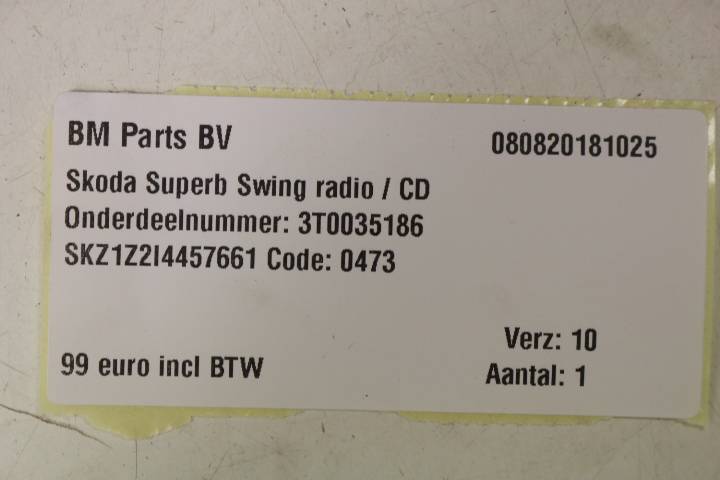 BM Parts BV
080820181025
Skoda Superb Swing radio / CD
Onderdeelnummer: 3T0035186
SKZ1Z2I4457661 Code: 0473
Verz: 10
99 euro incl BTW
Aantal: 1